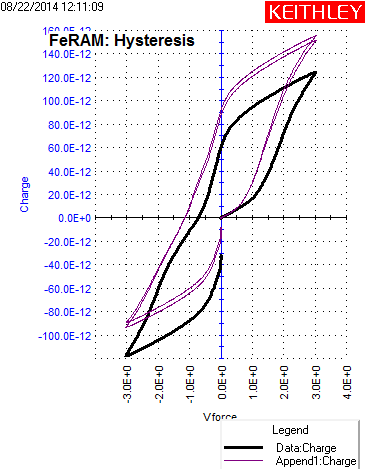 08/22/2014 12:11:09
KEITHLEY
FeRAM: Hysteresis
160.0E-12
140.0E-12
120.0E-12
100.0E-12
80.0E-12
60.0E-12
40.0E-12
20.0E-12
0.0E+0
-20.0E-12
-40.0E-12
-60.0E-12
-80.0E-12
-100.0E-12
Charge
-3.0E+0
-2.0E+0
-1.0E+0
0.0E+0
1.0E+0
2.0E+0
3.0E+0
4.0E+0
Vforce
Legend
Data:Charge
Append1:Charge